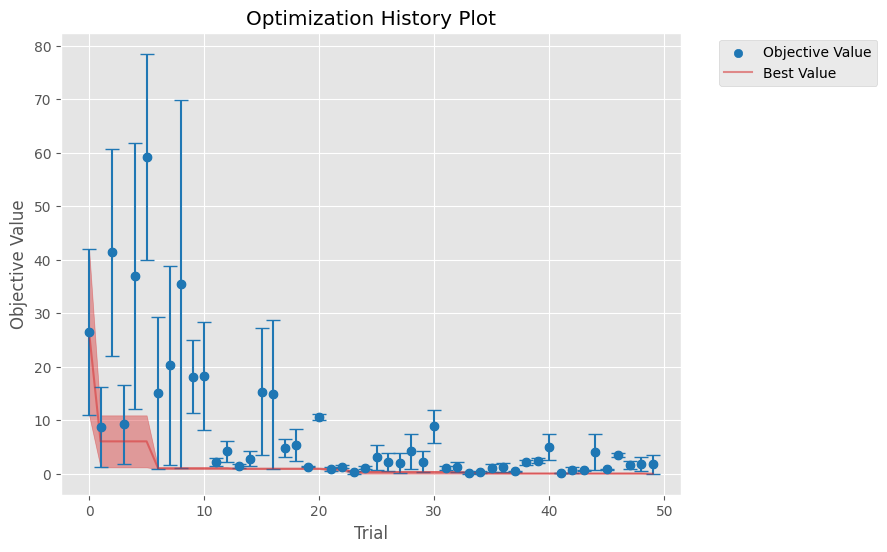 Optimization History Plot
Objective Value
Best Value
Objective Value
80
70
60
50
40
30
20
10
0
0 10 20 30 40 50
Trial